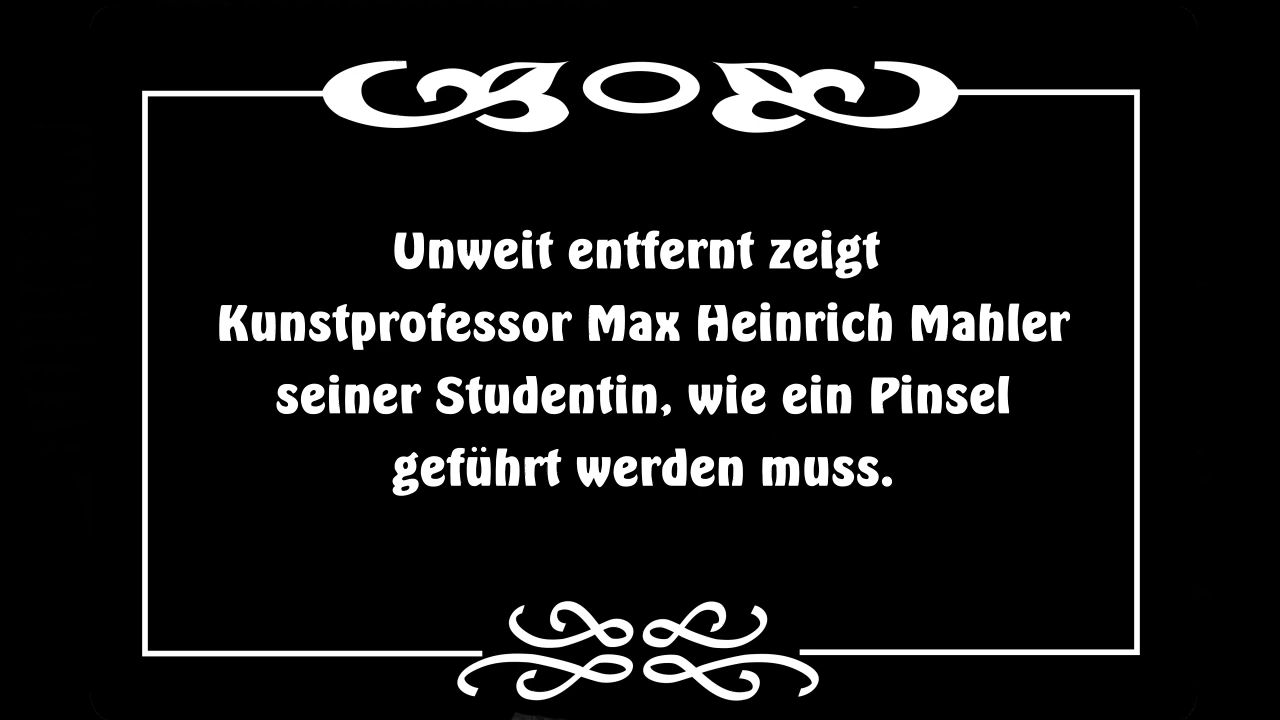 Unweit entfernt zeigt
Kunstprofessor Max Heinrich Mahler
seiner Studentin, wie ein Pinsel
geführt werden muss.